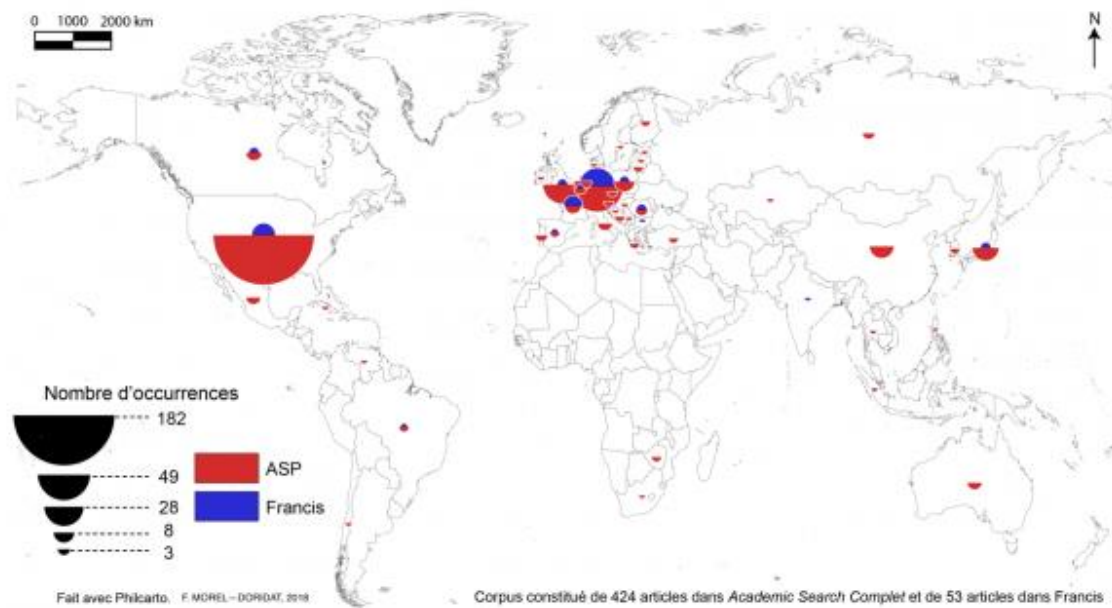 0 1000 2000 km
N
Nombre d'occurrences
182
49
28
8
3
ASP
Francis
Fait avec Philcarto. F. MOREL – DORIDAT, 2018
Corpus constitué de 424 articles dans Academic Search Complet et de 53 articles dans Francis